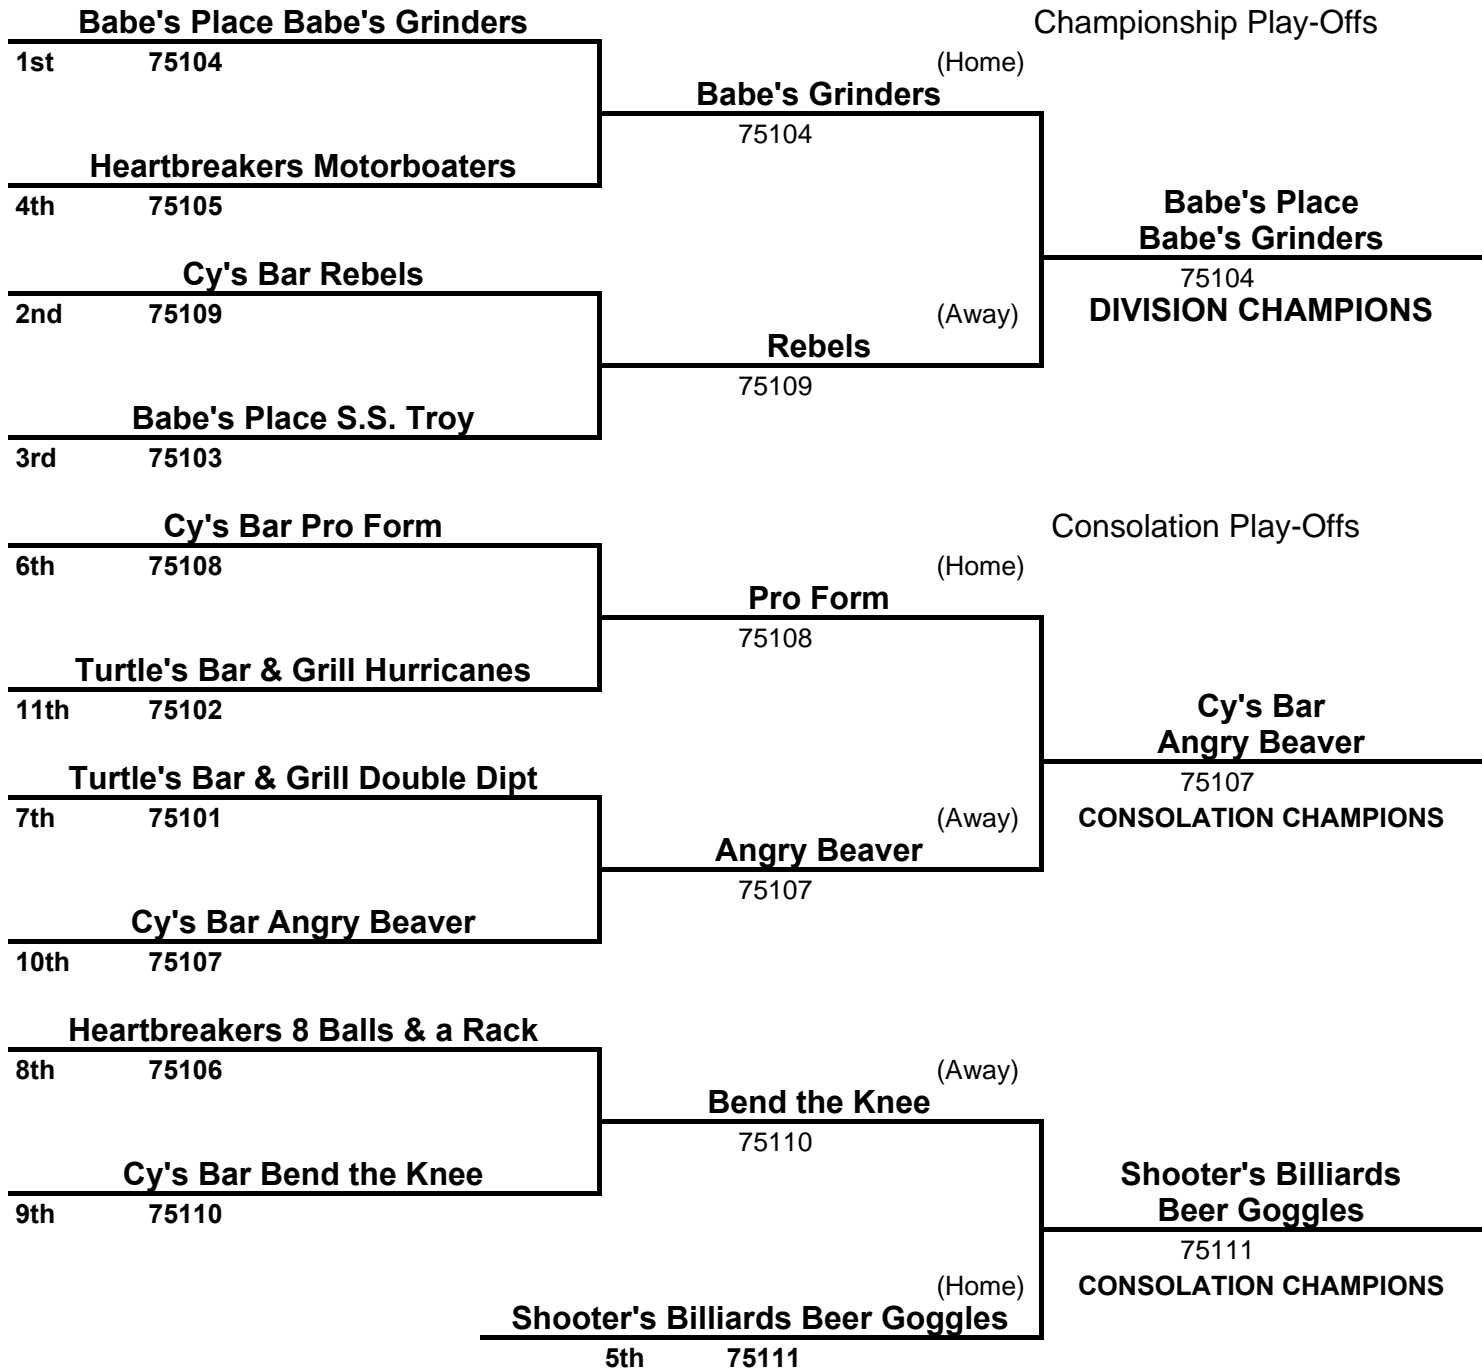 Babe's Place Babe's Grinders
Championship Play-Offs
1st 75104
(Home)
Babe's Grinders
75104
Heartbreakers Motorboaters
4th 75105
Babe's Place
Babe's Grinders
75104
DIVISION CHAMPIONS
Cy's Bar Rebels
2nd 75109
(Away)
Rebels
75109
Babe's Place S.S. Troy
3rd 75103
Cy's Bar Pro Form
Consolation Play-Offs
6th 75108
(Home)
Pro Form
75108
Turtle's Bar & Grill Hurricanes
11th 75102
Cy's Bar
Angry Beaver
75107
CONSOLATION CHAMPIONS
Turtle's Bar & Grill Double Dipt
7th 75101
(Away)
Angry Beaver
75107
Cy's Bar Angry Beaver
10th 75107
Heartbreakers 8 Balls & a Rack
8th 75106
(Away)
Bend the Knee
75110
Cy's Bar Bend the Knee
9th 75110
Shooter's Billiards
Beer Goggles
75111
CONSOLATION CHAMPIONS
(Home)
Shooter's Billiards Beer Goggles
5th 75111